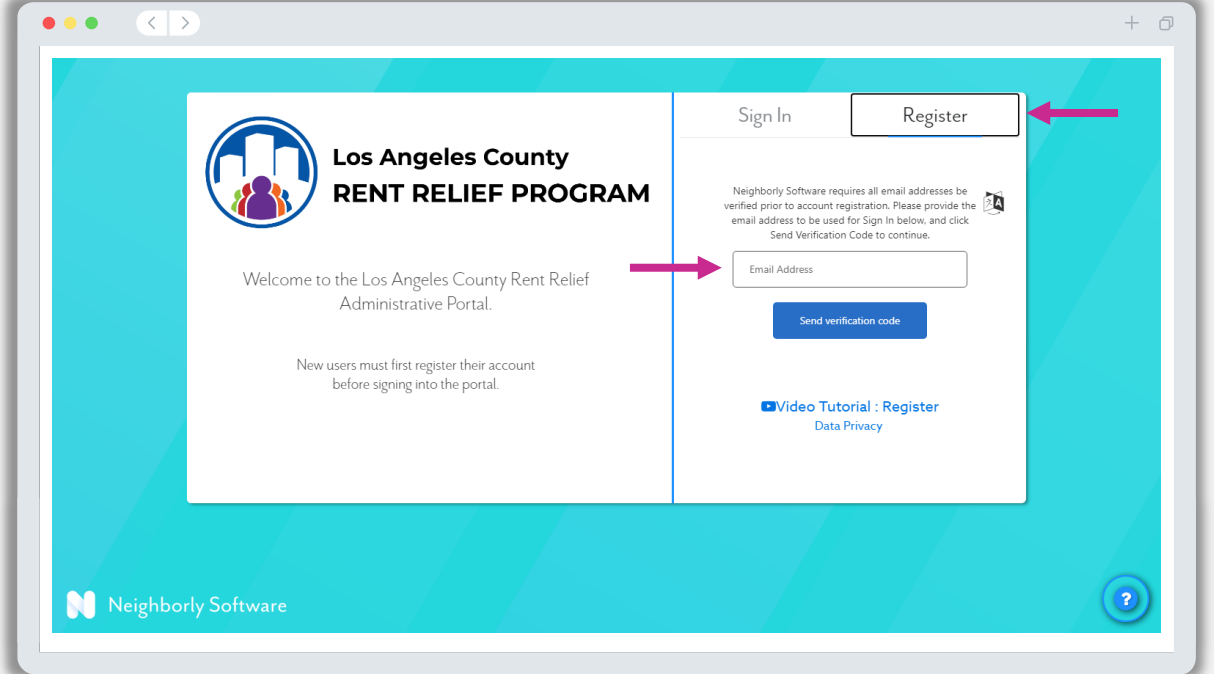 Los Angeles County
RENT RELIEF PROGRAM
Welcome to the Los Angeles County Rent Relief
Administrative Portal.
New users must first register their account
before signing into the portal.
Sign In
Register
Neighborly Software requires all email addresses be
verified prior to account registration. Please provide the
email address to be used for Sign In below, and click
Send Verification Code to continue.
A
Email Address
Send verification code
Video Tutorial : Register
Data Privacy
N Neighborly Software
?